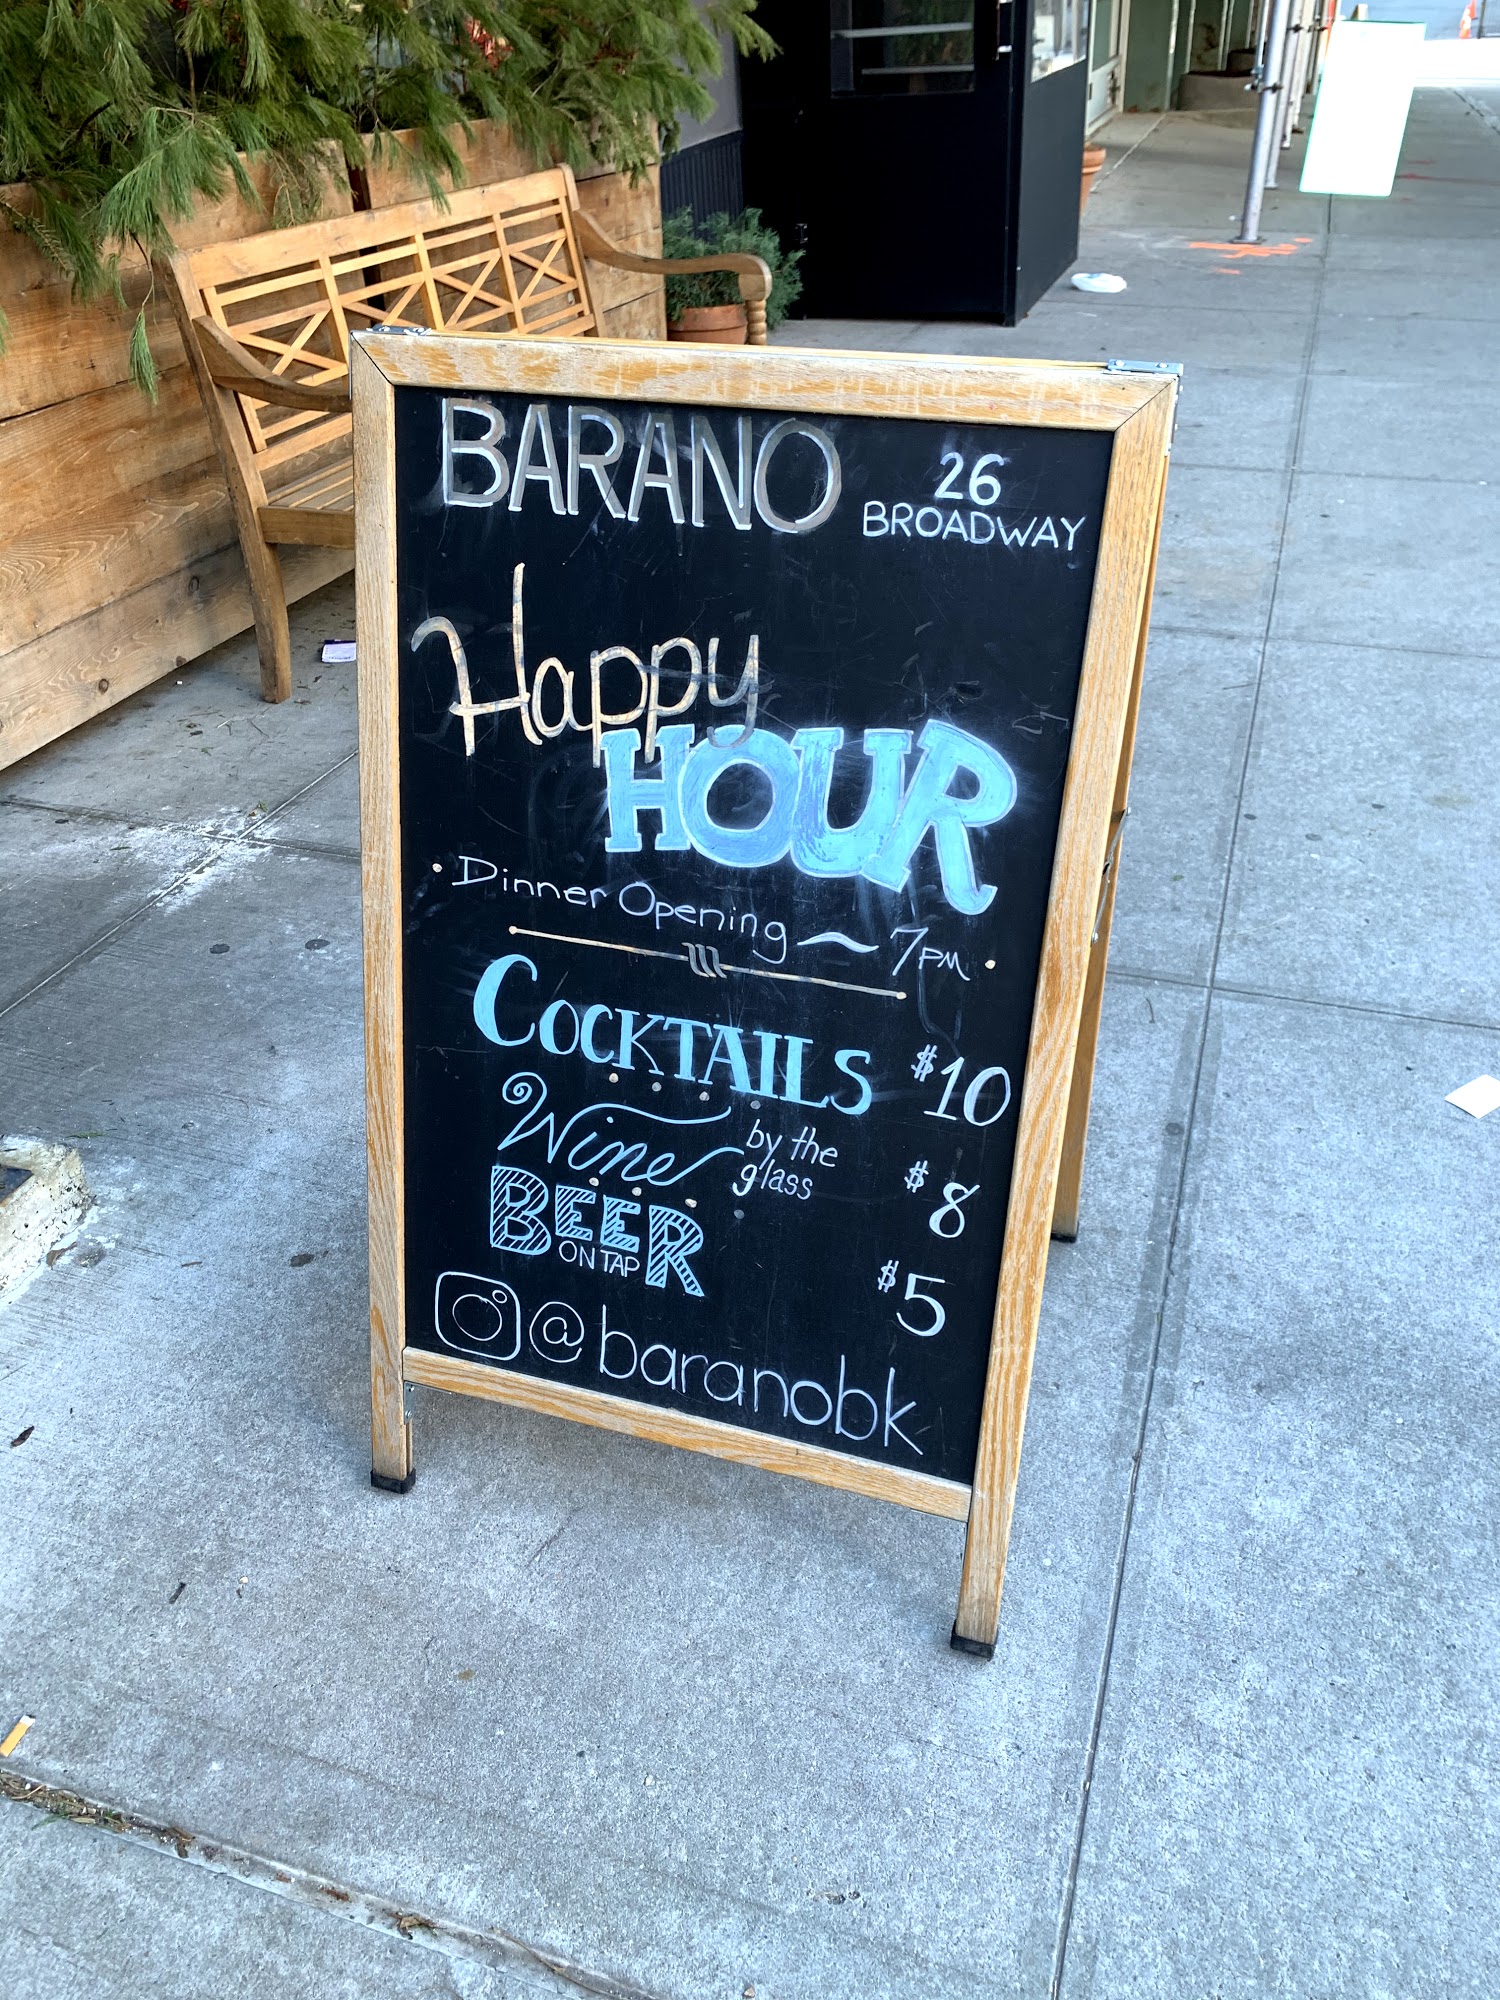 BARANO
26
BROADWAY
Happy
HOUR
Dinner Opening ~ 7PM
COCKTAILS $10
Wine by the
glass $8
BEER
ON TAP $5
@baranobk